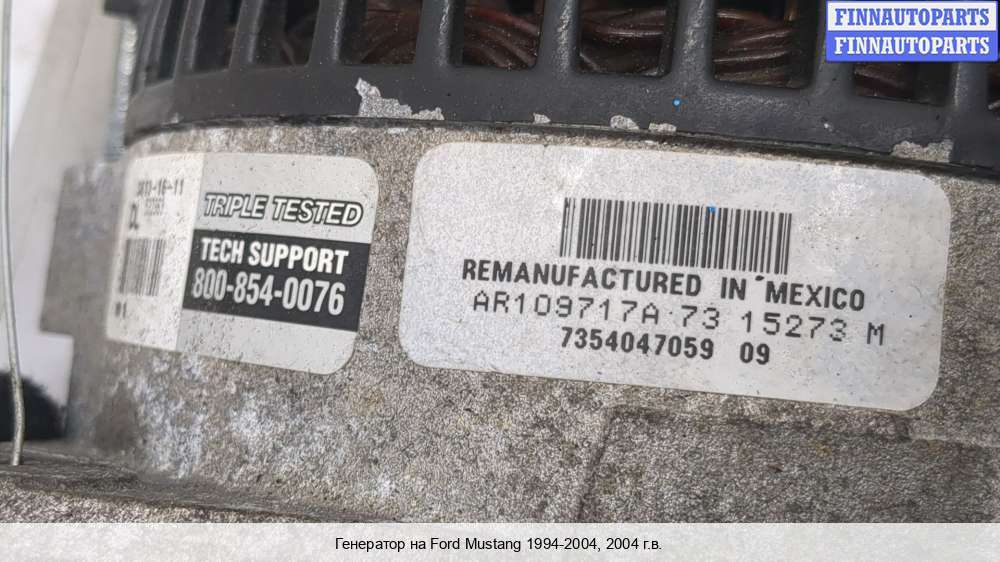 FINNAUTOPARTS
FINNAUTOPARTS
TRIPLE TESTED
TECH SUPPORT
800-854-0076
REMANUFACTURED IN MEXICO
AR109717A 73 15273 M
7354047059 09
Генератор на Ford Mustang 1994-2004, 2004 г.в.